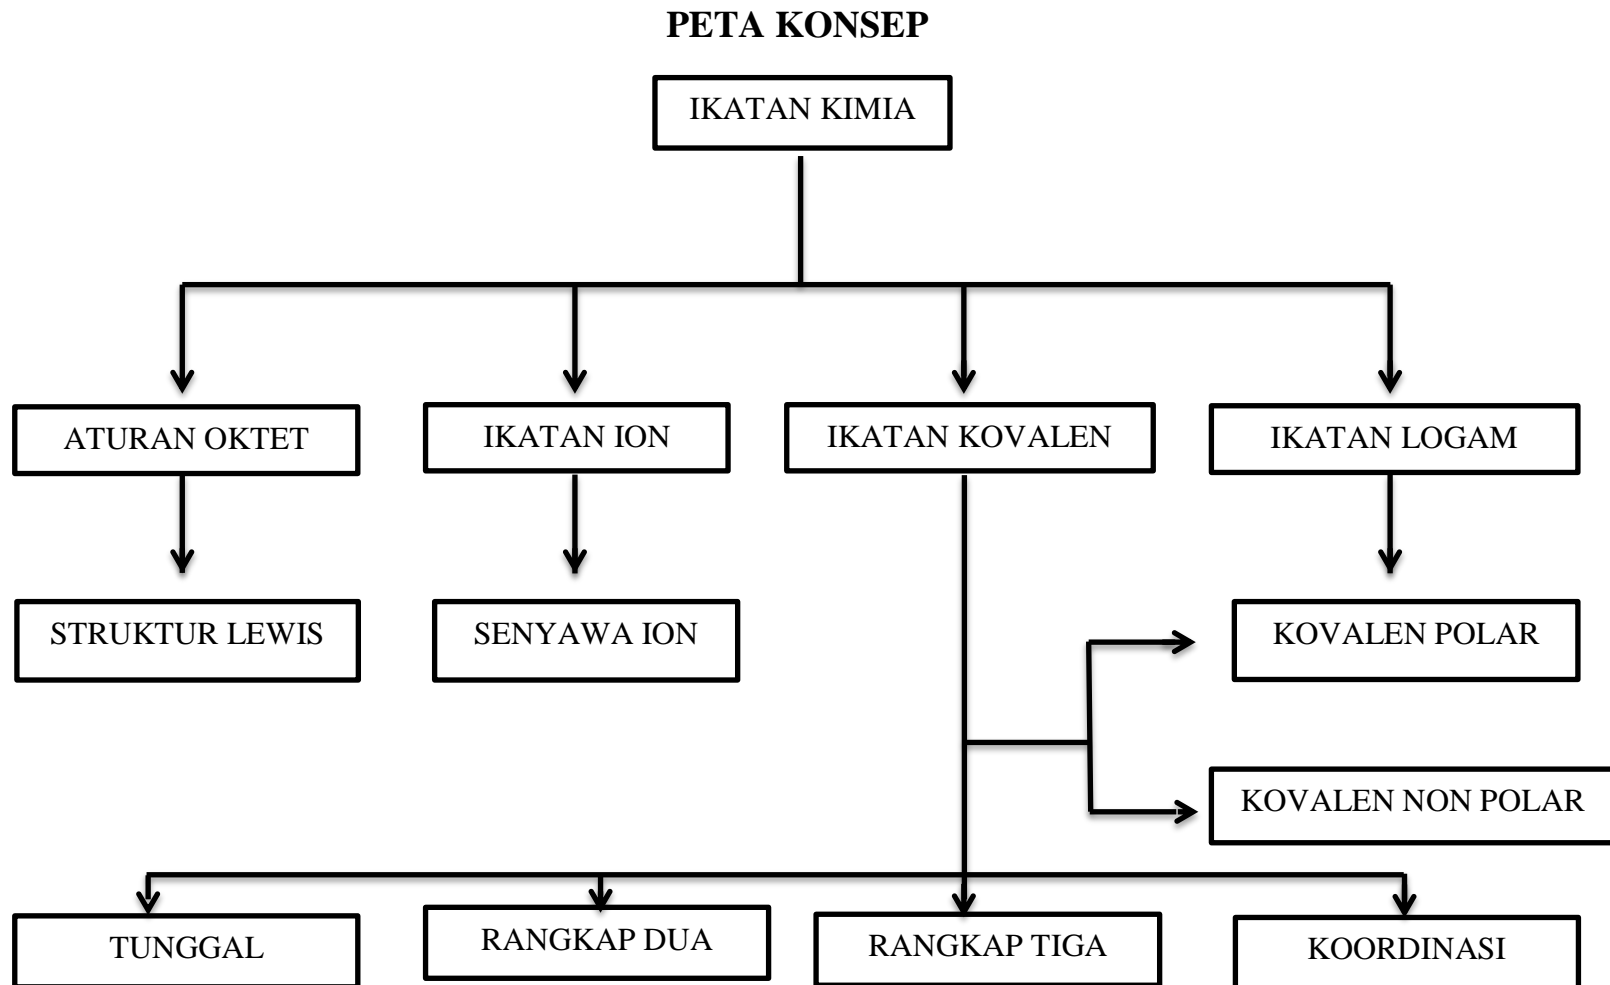 PETA KONSEP
IKATAN KIMIA
ATURAN OKTET
IKATAN ION
IKATAN KOVALEN
IKATAN LOGAM
STRUKTUR LEWIS
SENYAWA ION
KOVALEN POLAR
KOVALEN NON POLAR
TUNGGAL
RANGKAP DUA
RANGKAP TIGA
KOORDINASI